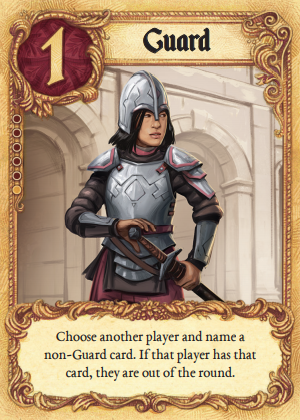 1
Guard
Choose another player and name a
non-Guard card. If that player has that
card, they are out of the round.